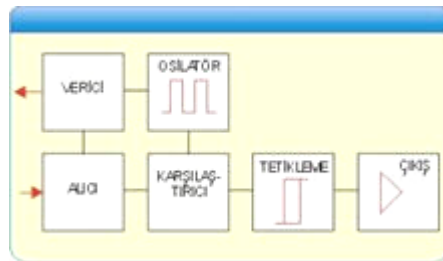 OSİLATÖR
VERİCİ
ALICI
KARŞILAŞ-
TIRICI
TETİKLEME
ÇIKIŞ